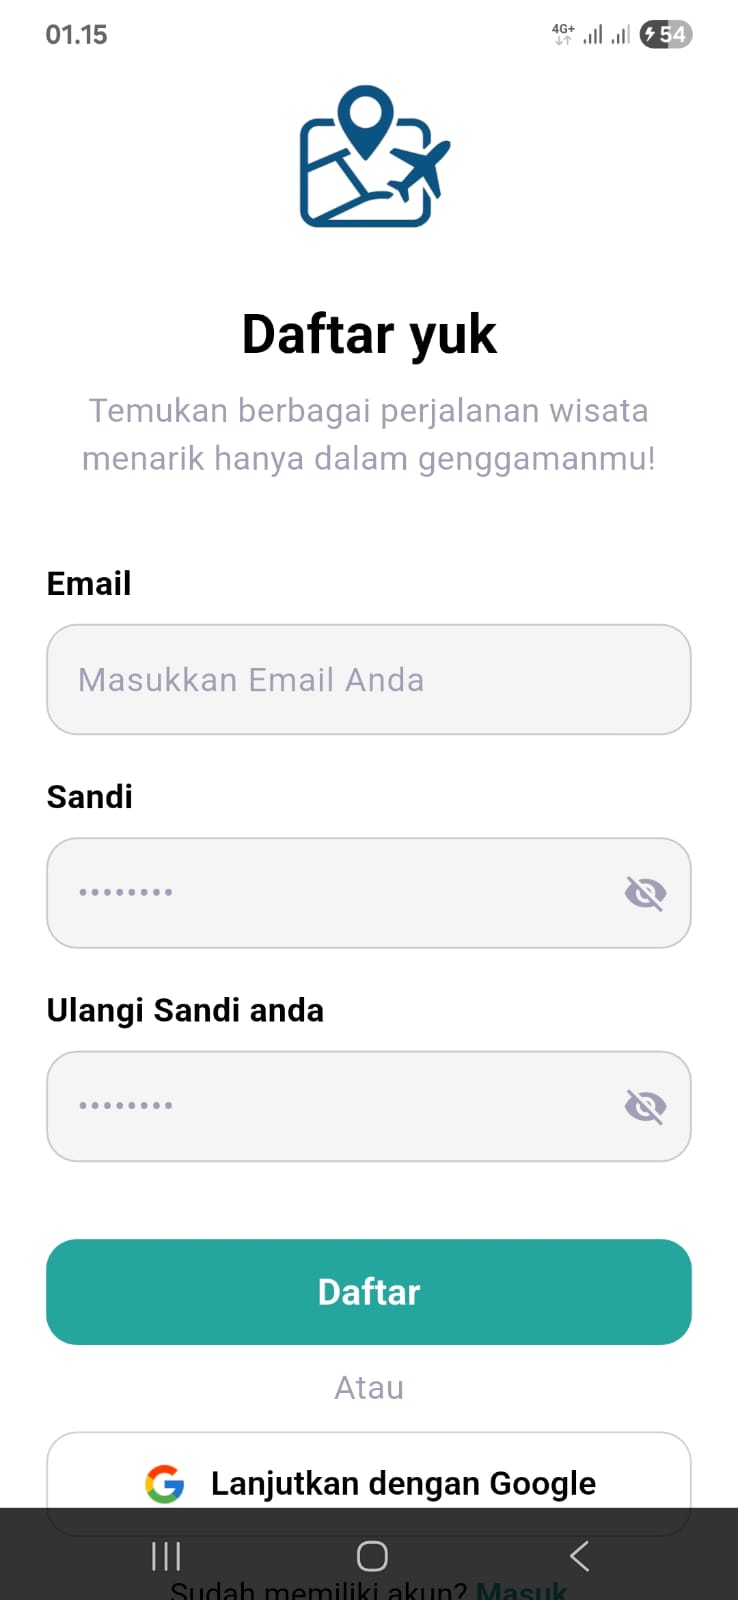 01.15
4G+
54
Daftar yuk
Temukan berbagai perjalanan wisata
menarik hanya dalam genggamanmu!
Email
Masukkan Email Anda
Sandi
••••••••
Ulangi Sandi anda
••••••••
Daftar
Atau
Lanjutkan dengan Google
Sudah memiliki akun? Masuk